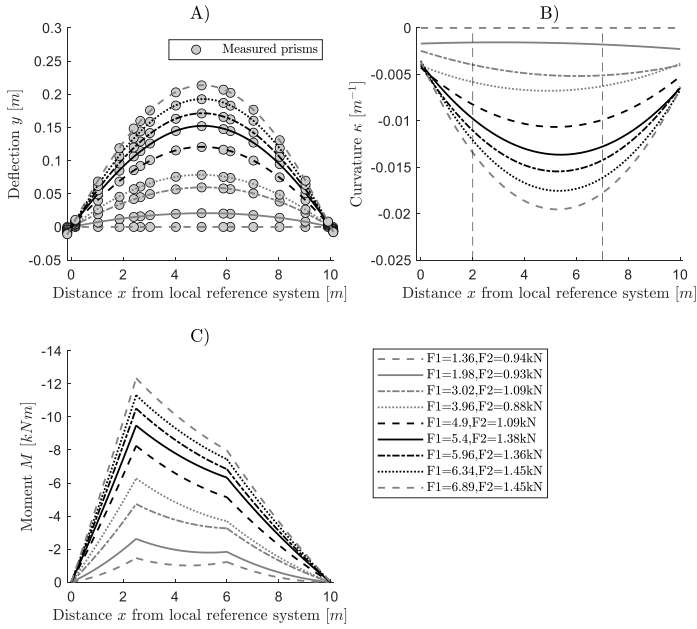 A)
0.3
0.25
0.2
0.15
0.1
0.05
0
-0.05
Deflection y [m]
Measured prisms
0 2 4 6 8 10
Distance x from local reference system [m]
B)
0
-0.005
-0.01
-0.015
-0.02
-0.025
Curvature κ [m⁻¹]
0 2 4 6 8 10
Distance x from local reference system [m]
C)
-14
-12
-10
-8
-6
-4
-2
0
Moment M [kNm]
0 2 4 6 8 10
Distance x from local reference system [m]
F1=1.36,F2=0.94kN
F1=1.98,F2=0.93kN
F1=3.02,F2=1.09kN
F1=3.96,F2=0.88kN
F1=4.9,F2=1.09kN
F1=5.4,F2=1.38kN
F1=5.96,F2=1.36kN
F1=6.34,F2=1.45kN
F1=6.89,F2=1.45kN